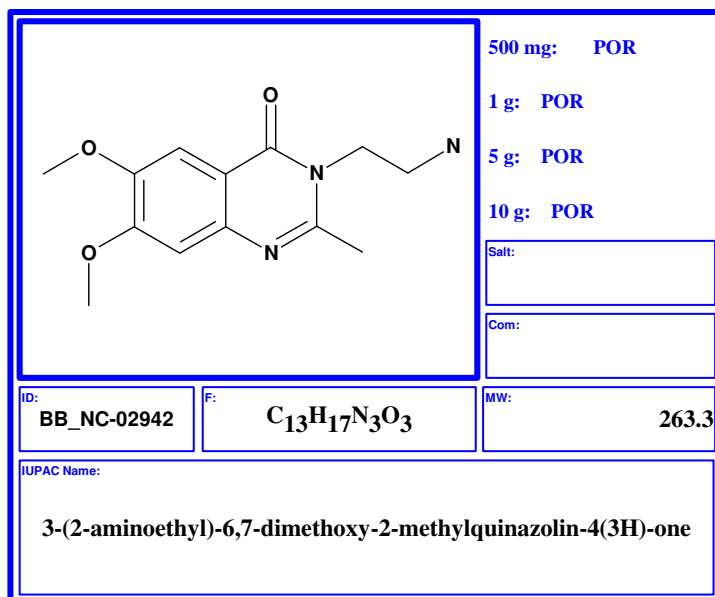 500 mg: POR
1 g: POR
5 g: POR
10 g: POR
O
O
N
N
O
N
Salt:
Com:
ID:
BB_NC-02942
F:
C13H17N3O3
MW:
263.3
IUPAC Name:
3-(2-aminoethyl)-6,7-dimethoxy-2-methylquinazolin-4(3H)-one